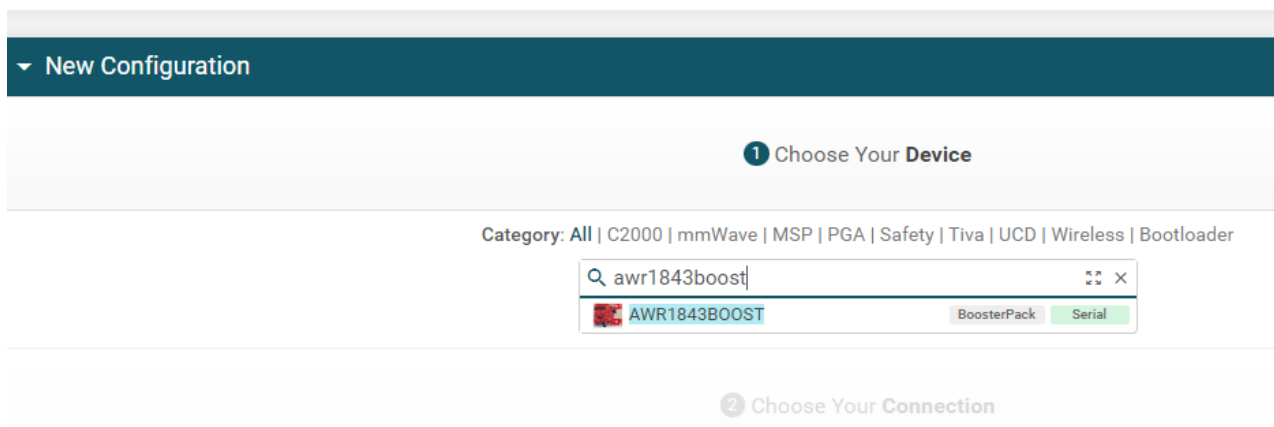 New Configuration
1 Choose Your Device
Category: All | C2000 | mmWave | MSP | PGA | Safety | Tiva | UCD | Wireless | Bootloader
awr1843boost
AWR1843BOOST BoosterPack Serial
2 Choose Your Connection